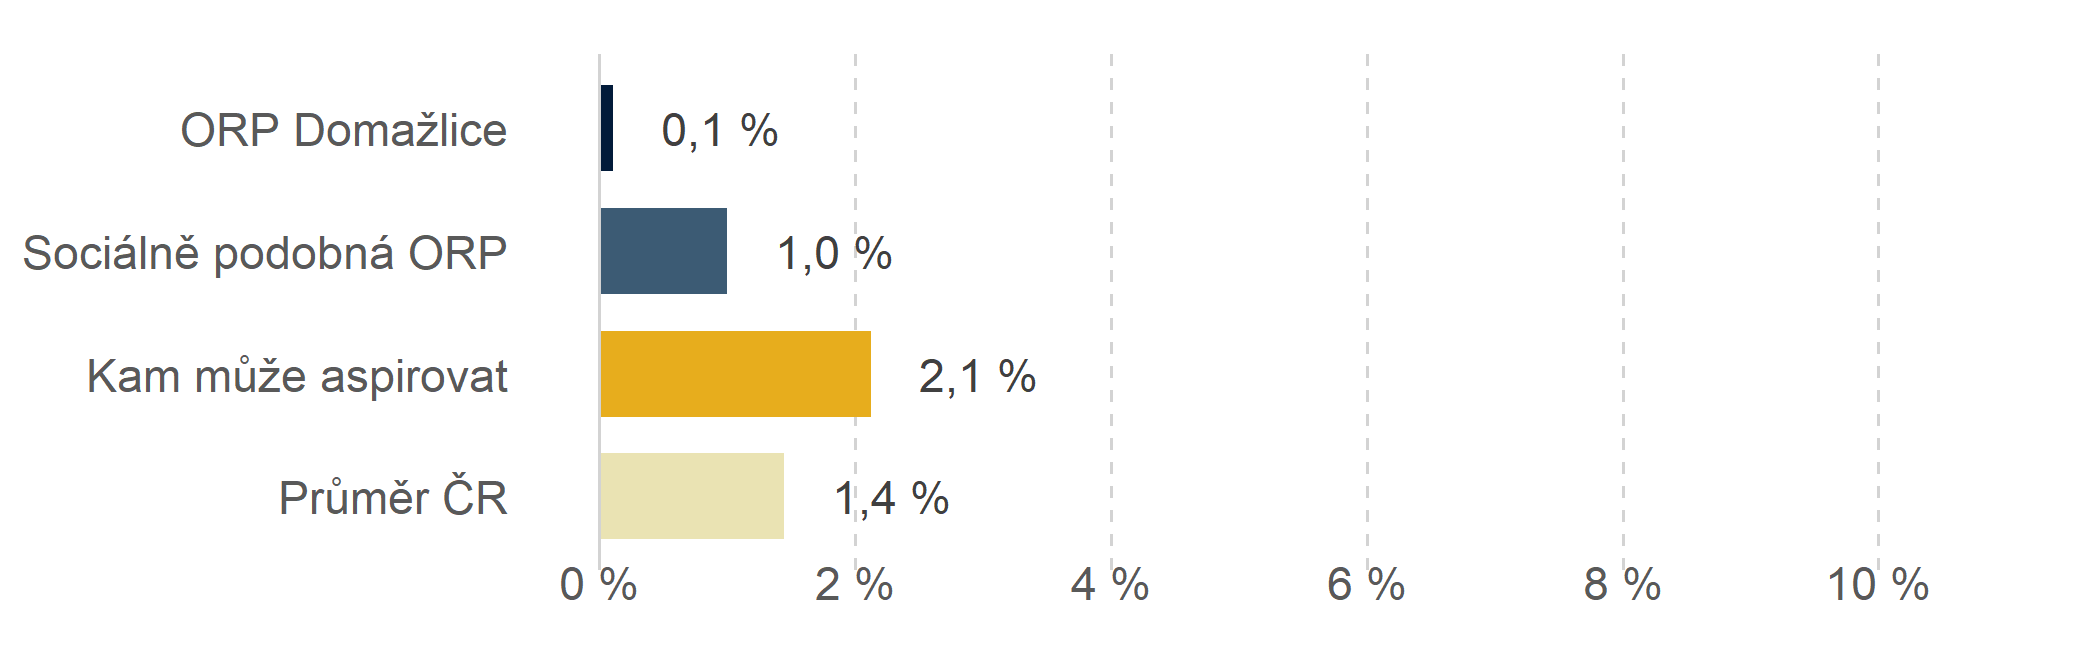 ORP Domažlice 0,1 %
Sociálně podobná ORP 1,0 %
Kam může aspirovat 2,1 %
Průměr ČR 1,4 %
0 % 2 % 4 % 6 % 8 % 10 %